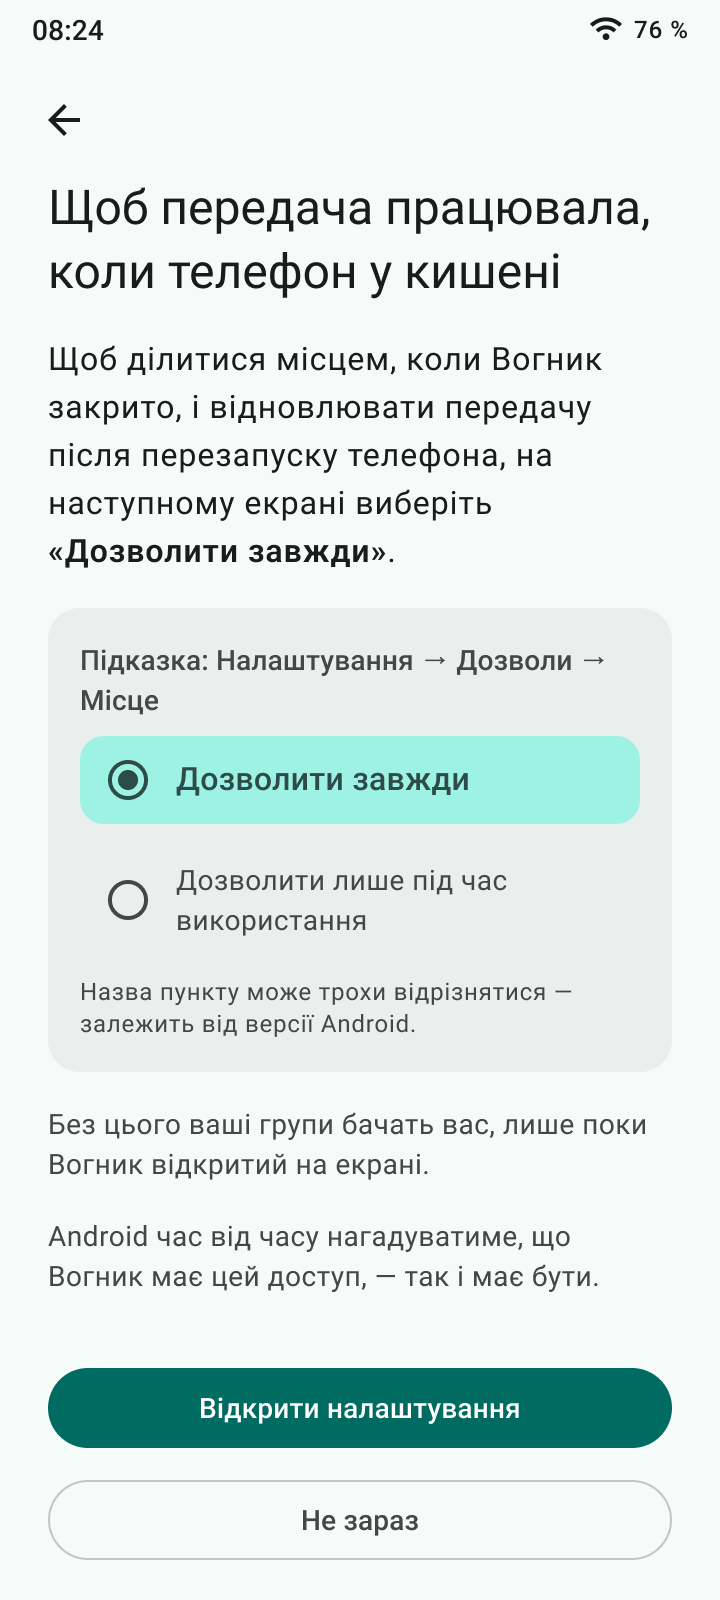 08:24
76 %
Щоб передача працювала,
коли телефон у кишені
Щоб ділитися місцем, коли Вогник
закрито, і відновлювати передачу
після перезапуску телефона, на
наступному екрані виберіть
«Дозволити завжди».
Підказка: Налаштування → Дозволи →
Місце
Дозволити завжди
Дозволити лише під час
використання
Назва пункту може трохи відрізнятися —
залежить від версії Android.
Без цього ваші групи бачать вас, лише поки
Вогник відкритий на екрані.
Android час від часу нагадуватиме, що
Вогник має цей доступ, — так і має бути.
Відкрити налаштування
Не зараз